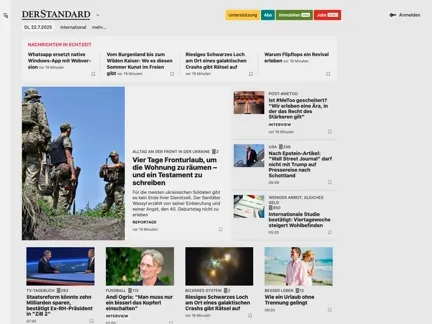 DERSTANDARD
Unterstützung
Abo
Immobilien
Jobs
Anmelden
Di, 22.7.2025
International
mehr…
NACHRICHTEN IN ECHTZEIT
Whatsapp ersetzt native
Windows-App mit Webver-
sion vor 19 Minuten
Vom Burgenland bis zum
Wilden Kaiser: Wo es diesen
Sommer Kunst im Freien
gibt vor 19 Minuten
Riesiges Schwarzes Loch
am Ort eines galaktischen
Crashs gibt Rätsel auf
vor 19 Minuten
Warum Flipflops ein Revival
erleben vor 19 Minuten
ALLTAG AN DER FRONT IN DER UKRAINE
Vier Tage Fronturlaub, um
die Wohnung zu räumen –
und ein Testament zu
schreiben
Für die meisten ukrainischen Soldaten gibt
es kein Ende ihrer Dienstzeit. Der Sanitäter
Wassyl erzählt von seiner Einberufung und
seiner Angst, den 40. Geburtstag nicht zu
erleben
REPORTAGE
vor 19 Minuten
POST-#METOO
Ist #MeToo gescheitert?
"Wir erleben eine Ära, in
der das Recht des
Stärkeren gilt"
INTERVIEW
vor 19 Minuten
USA
Nach Epstein-Artikel:
"Wall Street Journal" darf
nicht mit Trump auf
Pressereise nach
Schottland
WENIGER ARBEIT, GLEICHES
GELD
Internationale Studie
bestätigt: Viertagewoche
steigert Wohlbefinden
TV-TAGEBUCH
Staatsreform könnte zehn
Milliarden sparen,
bestätigt Ex-RH-Präsident
in "ZiB 2"
FUSSBALL
Andi Ogris: "Man muss nur
ein bisserl das Kopferl
einschalten"
INTERVIEW
vor 19 Minuten
BIZARRES SYSTEM
Riesiges Schwarzes Loch
am Ort eines galaktischen
Crashs gibt Rätsel auf
vor 19 Minuten
BESSER LEBEN
Wie ein Urlaub ohne
Trennung gelingt